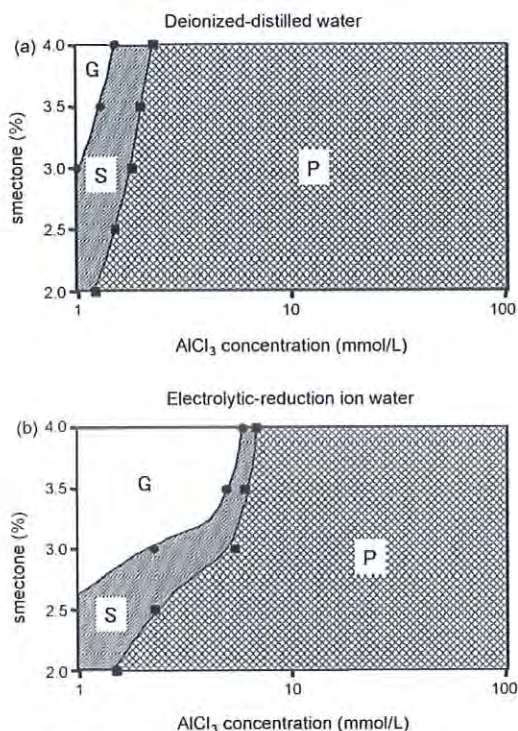 Deionized-distilled water
(a)
4.0
G
3.5
smectone (%)
3.0
S
P
2.5
2.0
1
10
100
AlCl₃ concentration (mmol/L)
Electrolytic-reduction ion water
(b)
4.0
G
3.5
smectone (%)
3.0
P
2.5
S
2.0
1
10
100
AlCl₃ concentration (mmol/L)